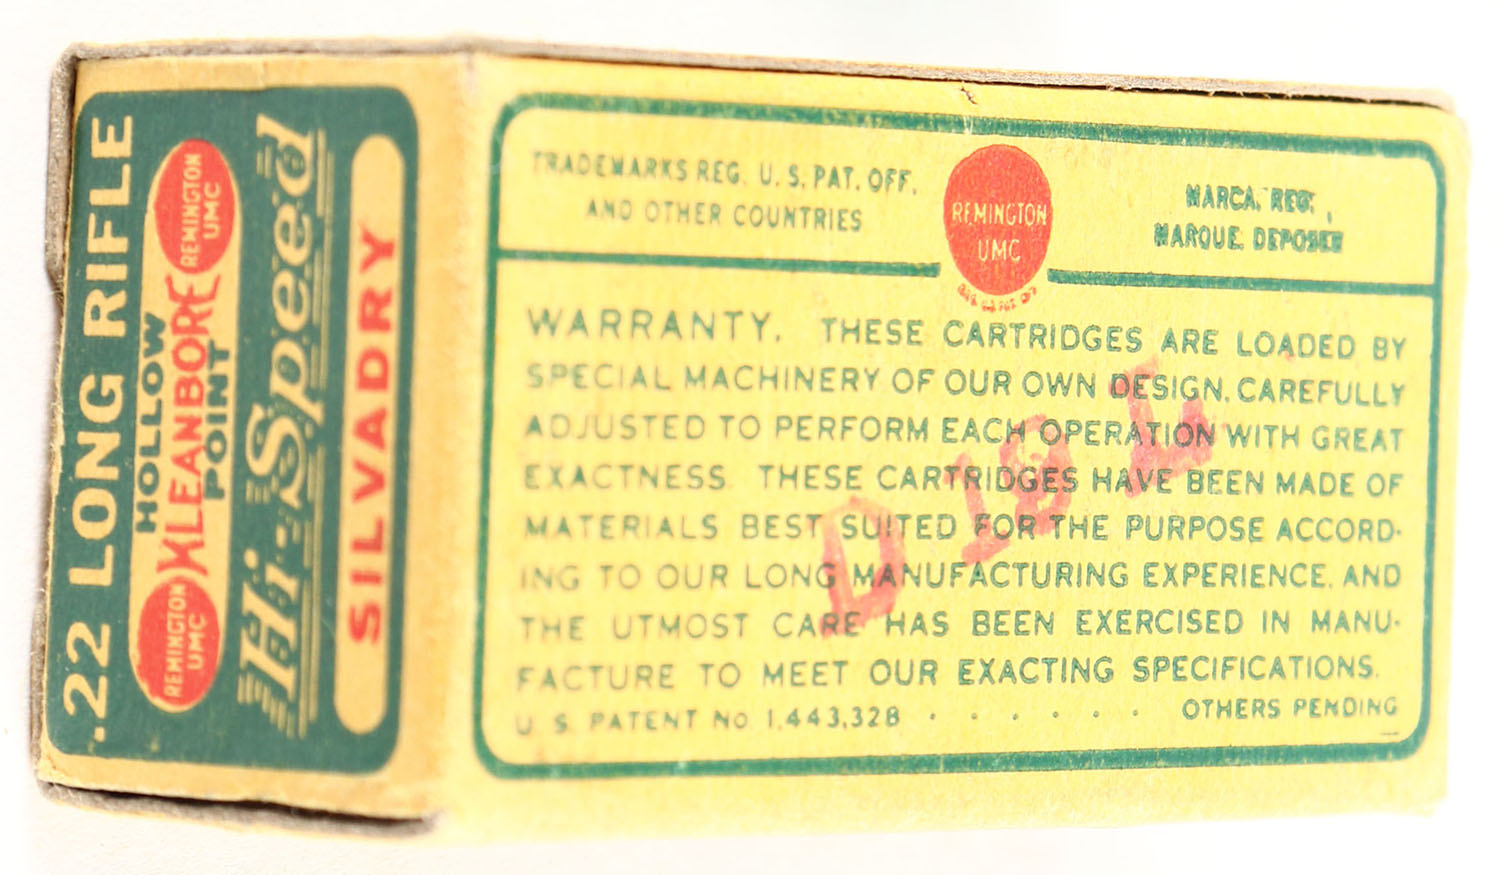 .22 LONG RIFLE
HOLLOW
REMINGTON
UMC
KLEANBORE
REMINGTON
UMC
POINT
Hi-Speed
SILVADRY
TRADEMARKS REG. U.S. PAT. OFF.
AND OTHER COUNTRIES
REMINGTON
UMC
MARCA. REG.
MARQUE. DEPOSEE
WARRANTY. THESE CARTRIDGES ARE LOADED BY
SPECIAL MACHINERY OF OUR OWN DESIGN, CAREFULLY
ADJUSTED TO PERFORM EACH OPERATION WITH GREAT
EXACTNESS. THESE CARTRIDGES HAVE BEEN MADE OF
MATERIALS BEST SUITED FOR THE PURPOSE ACCORD-
ING TO OUR LONG MANUFACTURING EXPERIENCE, AND
THE UTMOST CARE HAS BEEN EXERCISED IN MANU-
FACTURE TO MEET OUR EXACTING SPECIFICATIONS.
U.S. PATENT No 1,443,328 . . . . . . OTHERS PENDING